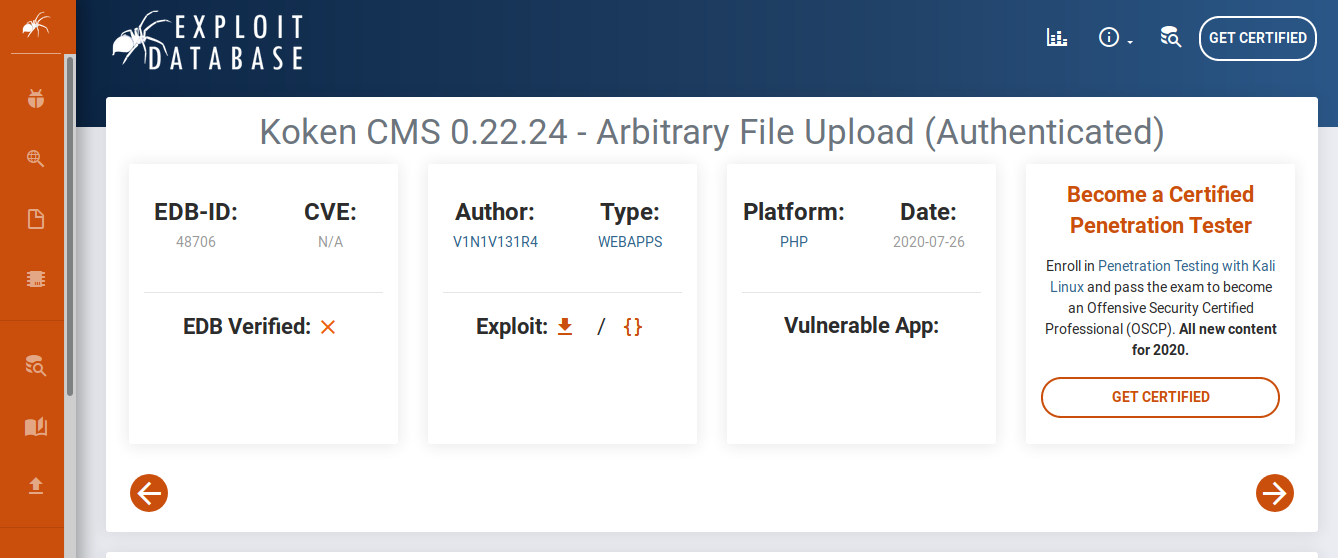 EXPLOIT
DATABASE
GET CERTIFIED
Koken CMS 0.22.24 - Arbitrary File Upload (Authenticated)
EDB-ID:
48706
CVE:
N/A
EDB Verified:
Author:
V1N1V131R4
Type:
WEBAPPS
Exploit:
/
{}
Platform:
PHP
Date:
2020-07-26
Vulnerable App:
Become a Certified
Penetration Tester
Enroll in Penetration Testing with Kali
Linux and pass the exam to become
an Offensive Security Certified
Professional (OSCP). All new content
for 2020.
GET CERTIFIED